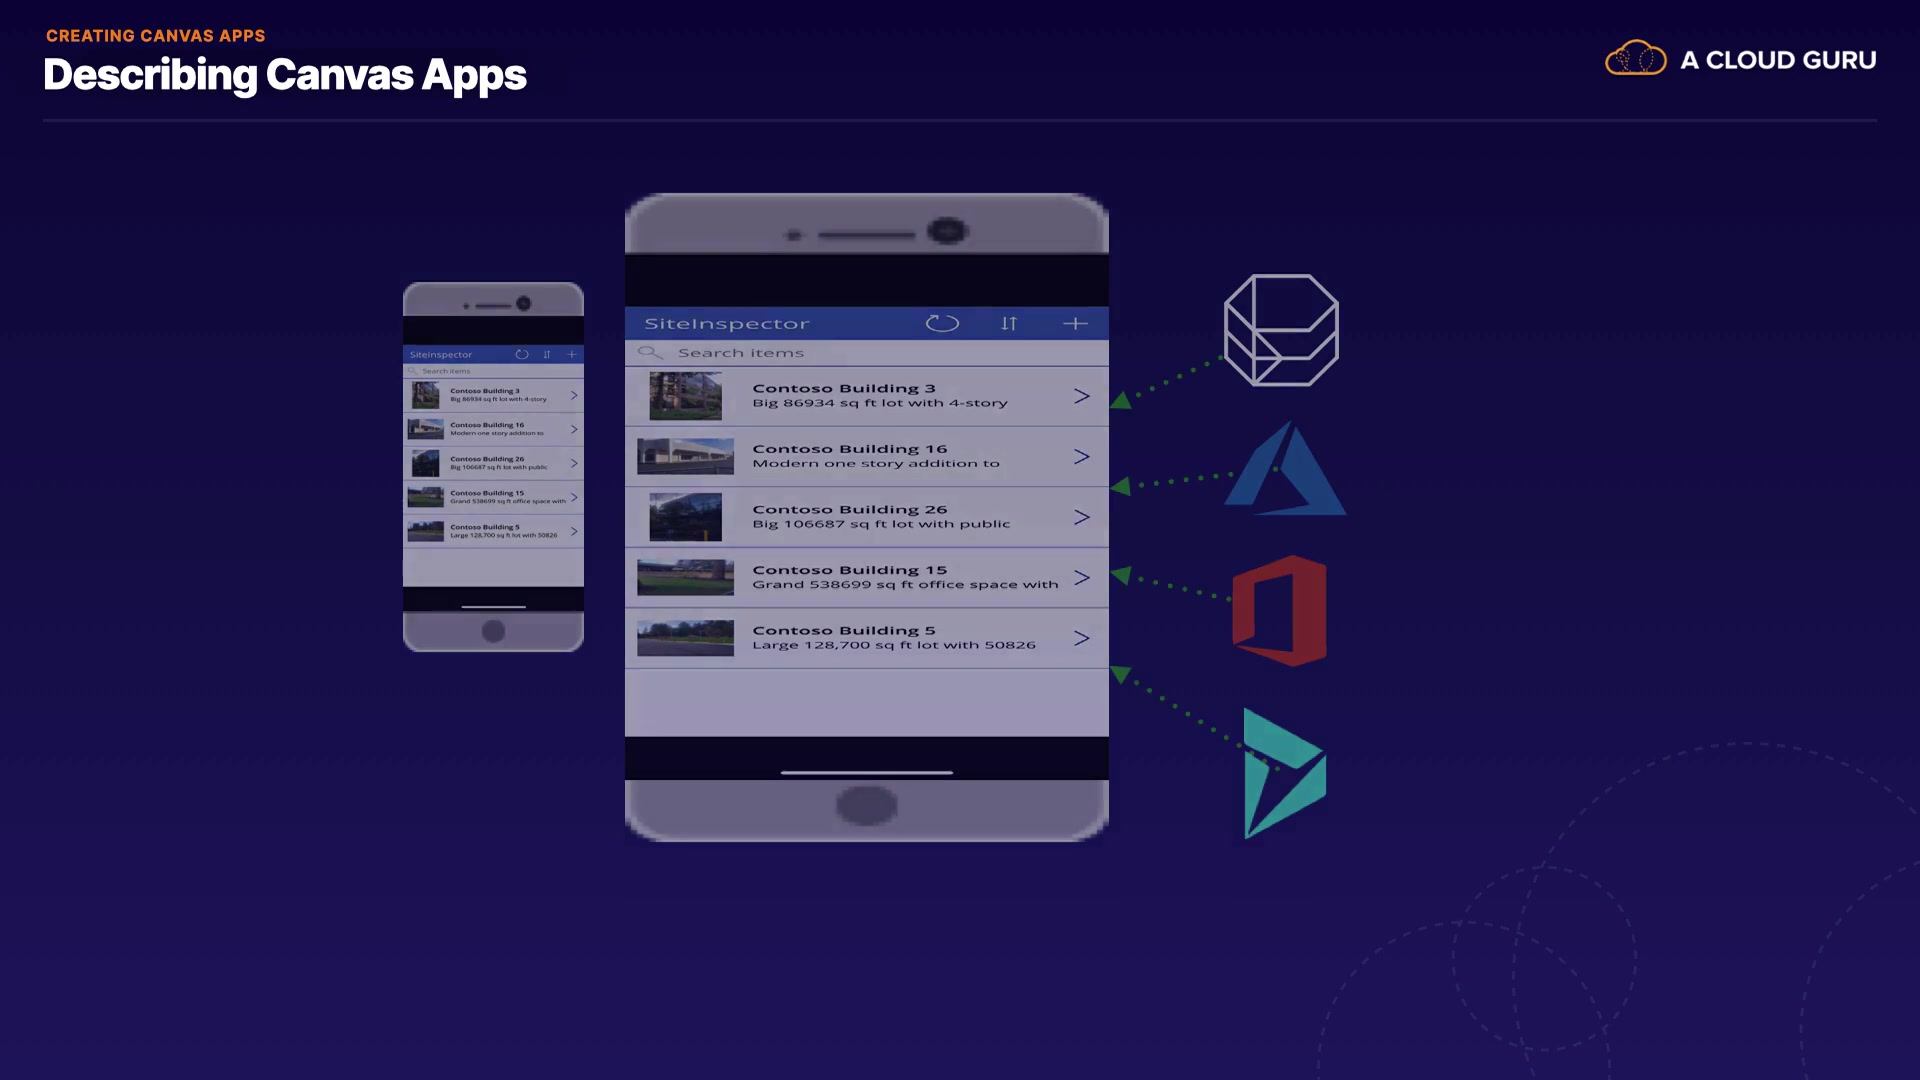 CREATING CANVAS APPS
Describing Canvas Apps
A CLOUD GURU
SiteInspector
Search items
Contoso Building 3
Big 86934 sq ft lot with 4-story
Contoso Building 16
Modern one story addition to
Contoso Building 26
Big 106687 sq ft lot with public
Contoso Building 15
Grand 538699 sq ft office space with
Contoso Building 5
Large 128,700 sq ft lot with 50826
SiteInspector
Search items
Contoso Building 3
Big 86934 sq ft lot with 4-story
Contoso Building 16
Modern one story addition to
Contoso Building 26
Big 106687 sq ft lot with public
Contoso Building 15
Grand 538699 sq ft office space with
Contoso Building 5
Large 128,700 sq ft lot with 50826